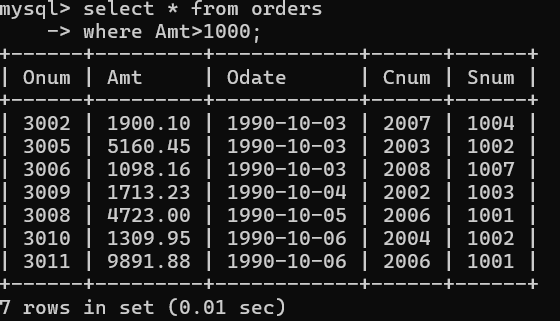 mysql> select * from orders
    -> where Amt>1000;
+------+---------+------------+------+------+
| Onum | Amt     | Odate      | Cnum | Snum |
+------+---------+------------+------+------+
| 3002 | 1900.10 | 1990-10-03 | 2007 | 1004 |
| 3005 | 5160.45 | 1990-10-03 | 2003 | 1002 |
| 3006 | 1098.16 | 1990-10-03 | 2008 | 1007 |
| 3009 | 1713.23 | 1990-10-04 | 2002 | 1003 |
| 3008 | 4723.00 | 1990-10-05 | 2006 | 1001 |
| 3010 | 1309.95 | 1990-10-06 | 2004 | 1002 |
| 3011 | 9891.88 | 1990-10-06 | 2006 | 1001 |
+------+---------+------------+------+------+
7 rows in set (0.01 sec)